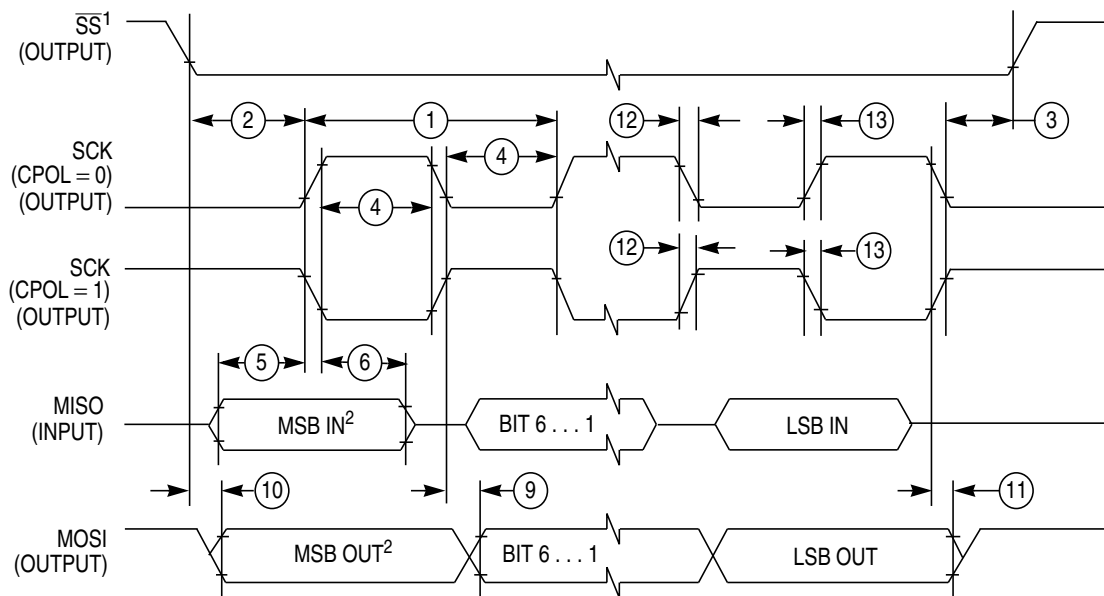 SS¹
(OUTPUT)
2
1
12
13
3
SCK
(CPOL = 0)
(OUTPUT)
4
4
SCK
(CPOL = 1)
(OUTPUT)
12
13
5
6
MISO
(INPUT)
MSB IN²
BIT 6 . . . 1
LSB IN
10
9
11
MOSI
(OUTPUT)
MSB OUT²
BIT 6 . . . 1
LSB OUT